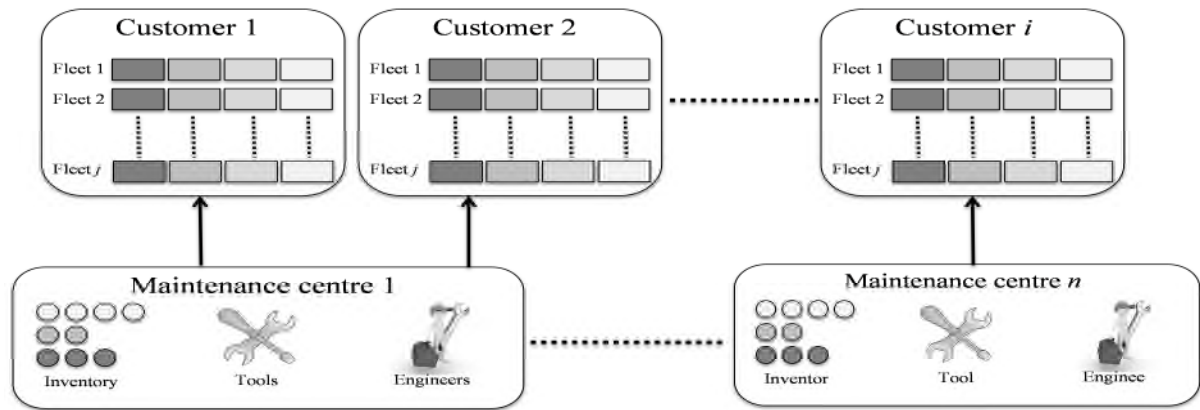 Customer 1
Fleet 1
Fleet 2
Fleet j
Customer 2
Fleet 1
Fleet 2
Fleet j
Customer i
Fleet 1
Fleet 2
Fleet j
Maintenance centre 1
Inventory
Tools
Engineers
Maintenance centre n
Inventor
Tool
Enginee